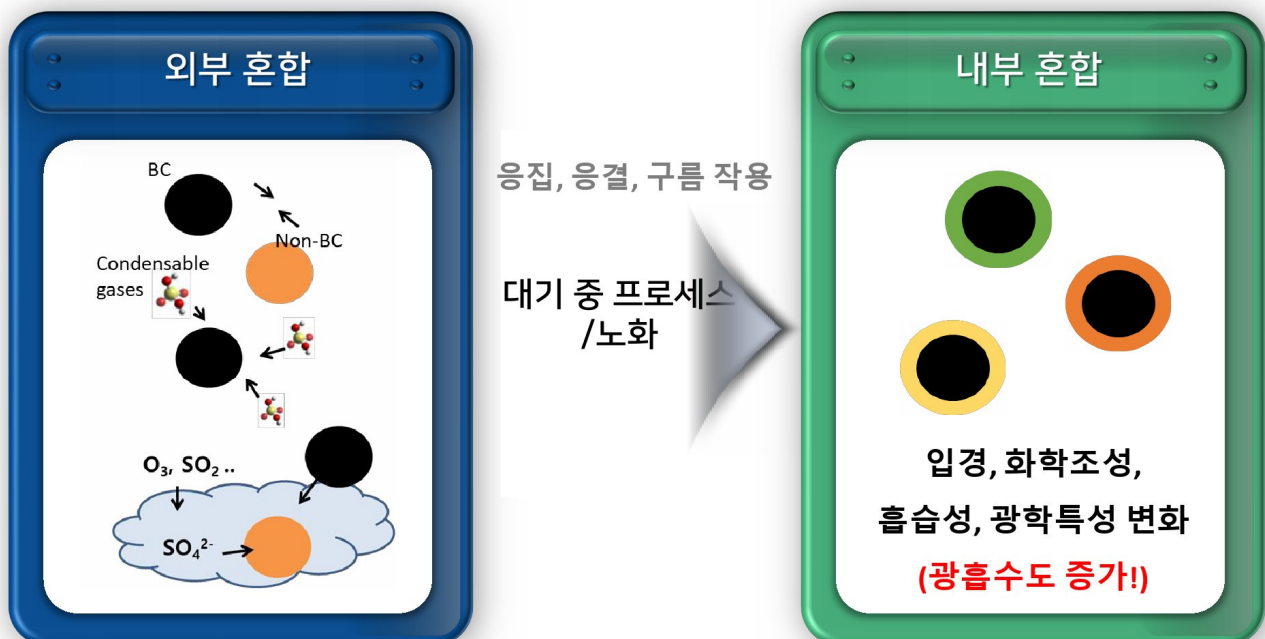 외부 혼합
BC
Non-BC
Condensable
gases
O₃, SO₂ ..
SO₄²⁻
응집, 응결, 구름 작용
대기 중 프로세스
/노화
내부 혼합
입경, 화학조성,
흡습성, 광학특성 변화
(광흡수도 증가!)